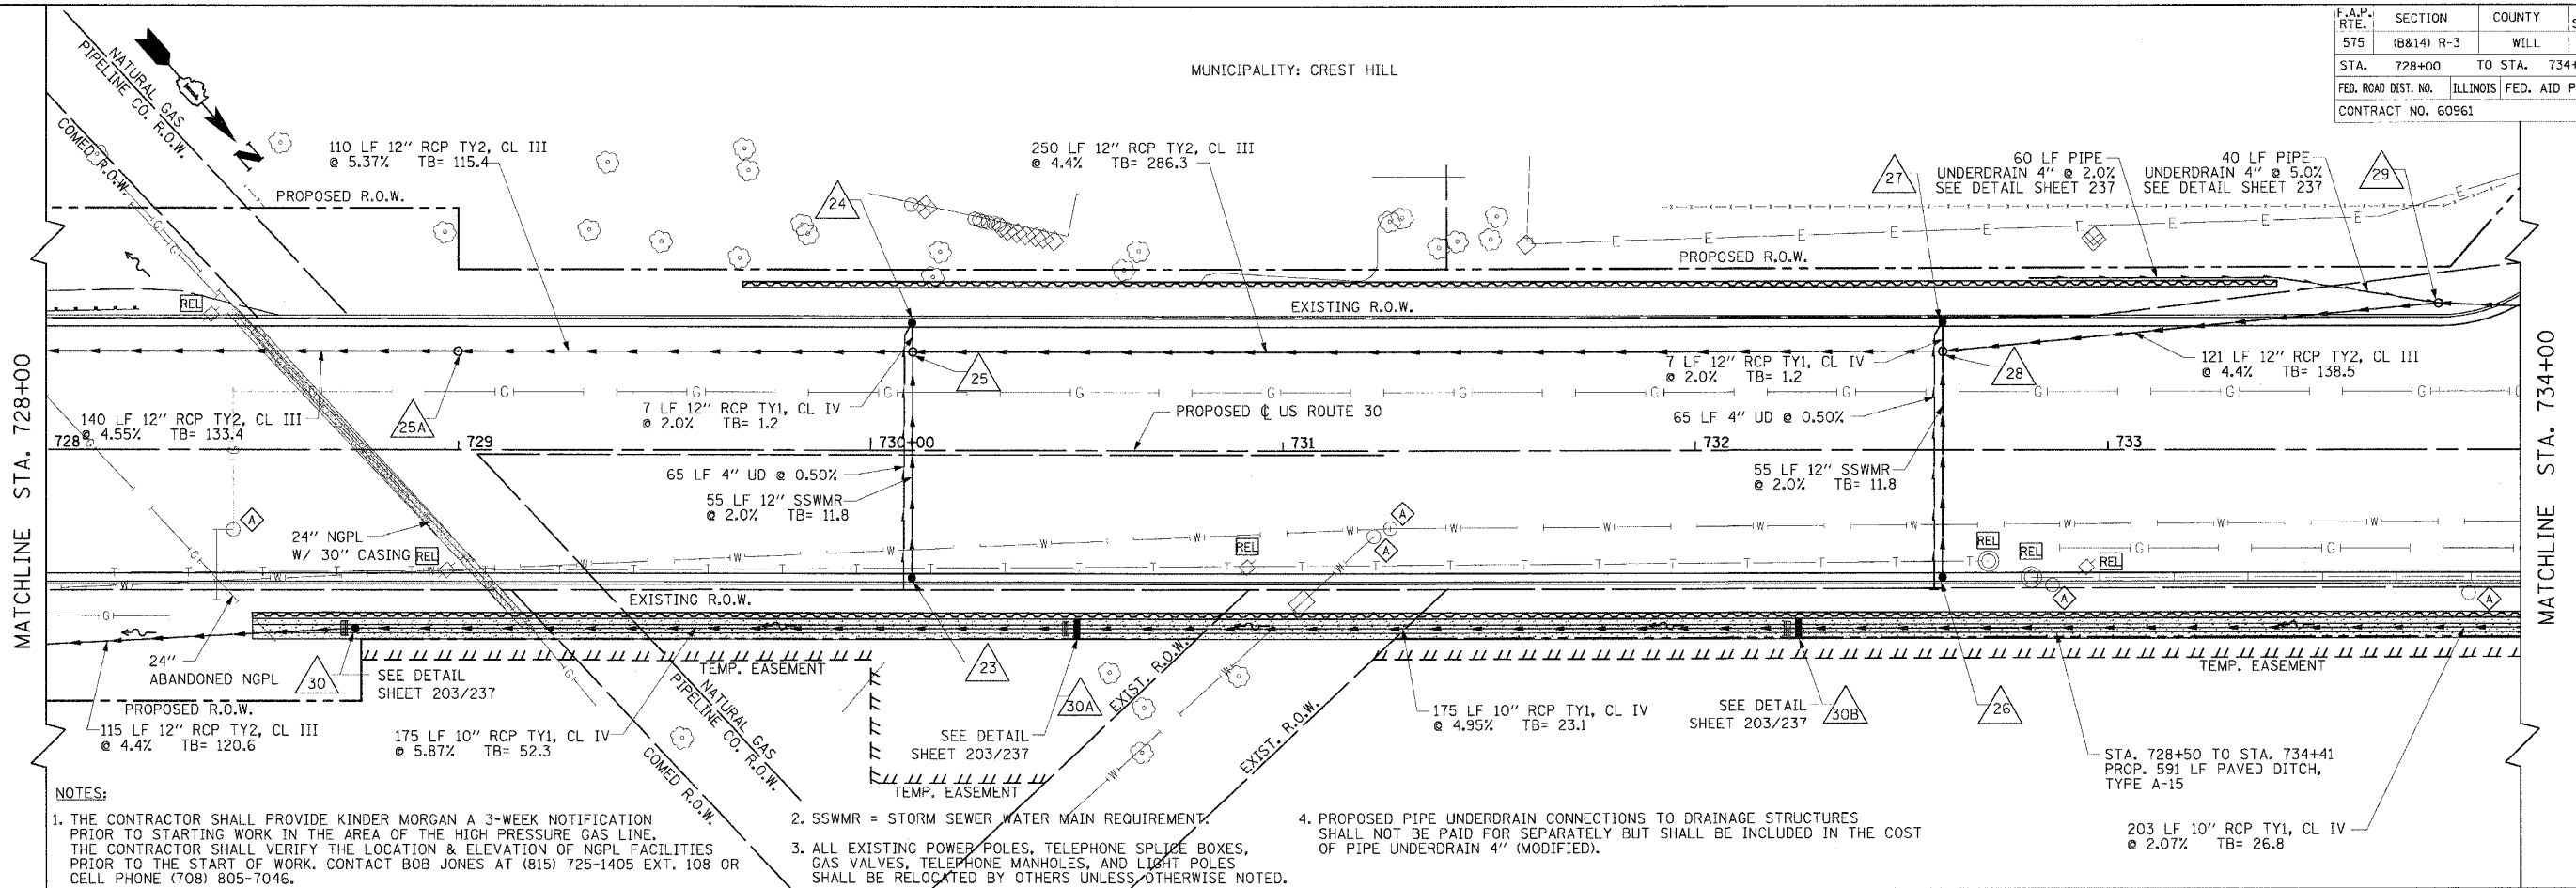 F.A.P. RTE. SECTION COUNTY
575 (B&14) R-3 WILL
STA. 728+00 TO STA. 734+
FED. ROAD DIST. NO. ILLINOIS FED. AID P
CONTRACT NO. 60961
MUNICIPALITY: CREST HILL
NATURAL GAS
PIPELINE CO. R.O.W.
COMED R.O.W.
N
PROPOSED R.O.W.
110 LF 12" RCP TY2, CL III
@ 5.37% TB= 115.4
24
250 LF 12" RCP TY2, CL III
@ 4.4% TB= 286.3
27
60 LF PIPE
UNDERDRAIN 4" @ 2.0%
SEE DETAIL SHEET 237
40 LF PIPE
UNDERDRAIN 4" @ 5.0%
SEE DETAIL SHEET 237
29
E E E E E E E E E
PROPOSED R.O.W.
REL
EXISTING R.O.W.
25
28
121 LF 12" RCP TY2, CL III
@ 4.4% TB= 138.5
7 LF 12" RCP TY1, CL IV
@ 2.0% TB= 1.2
G G G G G G G G G G
140 LF 12" RCP TY2, CL III
@ 4.55% TB= 133.4
25A
7 LF 12" RCP TY1, CL IV
@ 2.0% TB= 1.2
PROPOSED ℄ US ROUTE 30
65 LF 4" UD @ 0.50%
728 729 730+00 731 732 733
65 LF 4" UD @ 0.50%
55 LF 12" SSWMR
@ 2.0% TB= 11.8
55 LF 12" SSWMR
@ 2.0% TB= 11.8
MATCHLINE STA. 728+00
MATCHLINE STA. 734+00
A
24" NGPL
W/ 30" CASING
REL
REL
A
A
REL
REL
REL
A
A
EXISTING R.O.W.
24"
ABANDONED NGPL
30
SEE DETAIL
SHEET 203/237
TEMP. EASEMENT
23
30A
EXIST. R.O.W.
EXIST. R.O.W.
30B
26
TEMP. EASEMENT
PROPOSED R.O.W.
115 LF 12" RCP TY2, CL III
@ 4.4% TB= 120.6
175 LF 10" RCP TY1, CL IV
@ 5.87% TB= 52.3
NATURAL GAS
PIPELINE CO. R.O.W.
COMED R.O.W.
SEE DETAIL
SHEET 203/237
TEMP. EASEMENT
175 LF 10" RCP TY1, CL IV
@ 4.95% TB= 23.1
SEE DETAIL
SHEET 203/237
STA. 728+50 TO STA. 734+41
PROP. 591 LF PAVED DITCH,
TYPE A-15
203 LF 10" RCP TY1, CL IV
@ 2.07% TB= 26.8
NOTES:
1. THE CONTRACTOR SHALL PROVIDE KINDER MORGAN A 3-WEEK NOTIFICATION
PRIOR TO STARTING WORK IN THE AREA OF THE HIGH PRESSURE GAS LINE.
THE CONTRACTOR SHALL VERIFY THE LOCATION & ELEVATION OF NGPL FACILITIES
PRIOR TO THE START OF WORK. CONTACT BOB JONES AT (815) 725-1405 EXT. 108 OR
CELL PHONE (708) 805-7046.
2. SSWMR = STORM SEWER WATER MAIN REQUIREMENT.
3. ALL EXISTING POWER POLES, TELEPHONE SPLICE BOXES,
GAS VALVES, TELEPHONE MANHOLES, AND LIGHT POLES
SHALL BE RELOCATED BY OTHERS UNLESS OTHERWISE NOTED.
4. PROPOSED PIPE UNDERDRAIN CONNECTIONS TO DRAINAGE STRUCTURES
SHALL NOT BE PAID FOR SEPARATELY BUT SHALL BE INCLUDED IN THE COST
OF PIPE UNDERDRAIN 4" (MODIFIED).